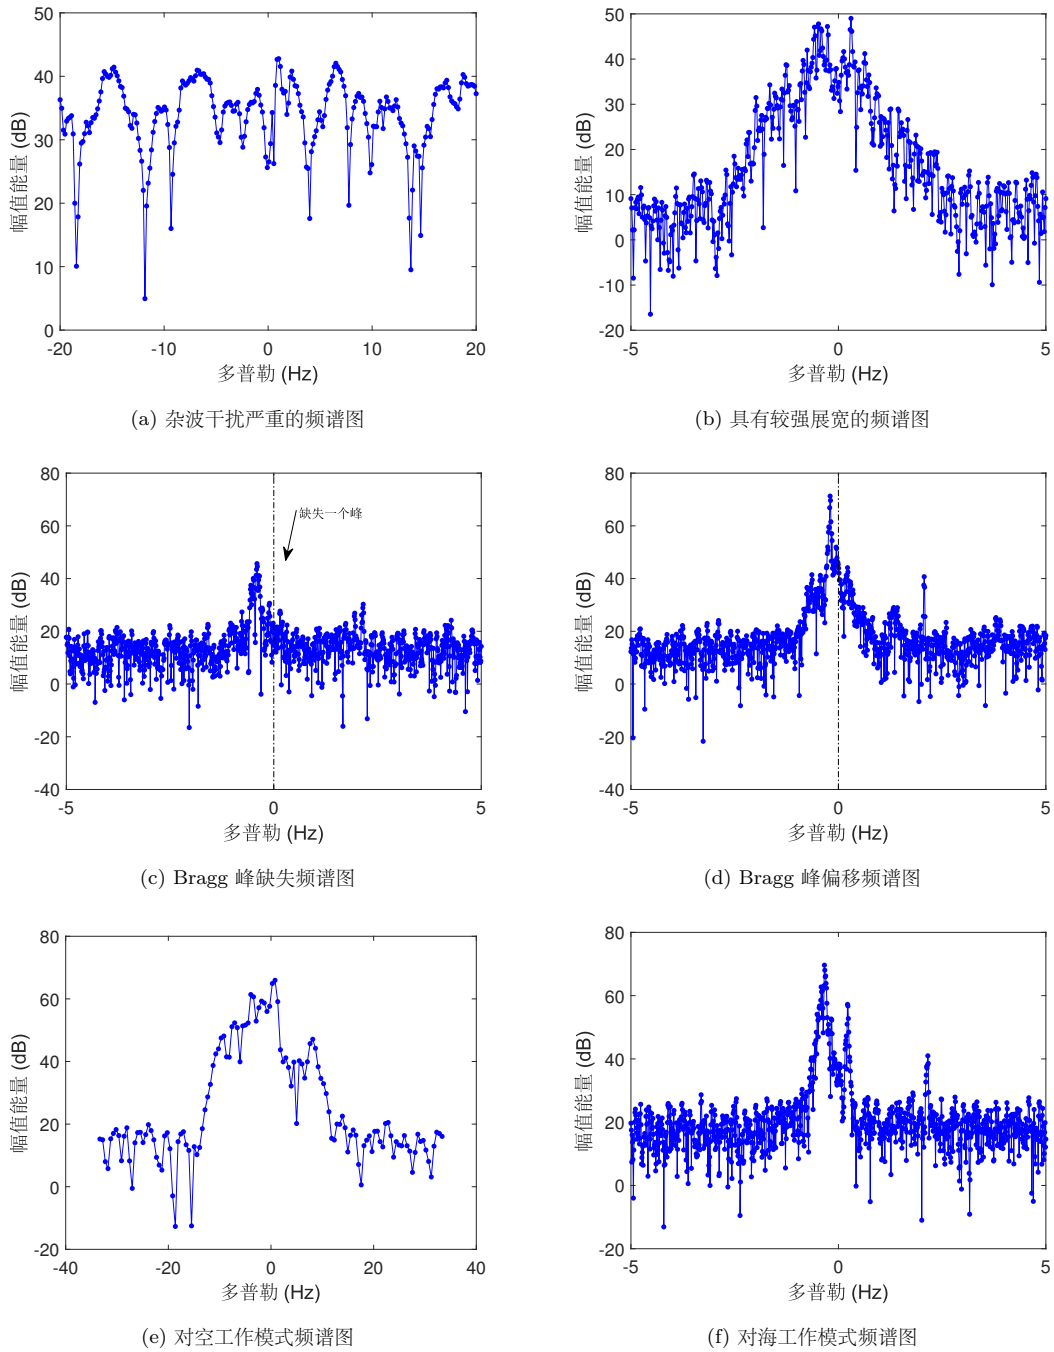 50
40
30
20
10
0
幅值能量 (dB)
-20 -10 0 10 20
多普勒 (Hz)
(a) 杂波干扰严重的频谱图
50
40
30
20
10
0
-10
-20
幅值能量 (dB)
-5 0 5
多普勒 (Hz)
(b) 具有较强展宽的频谱图
80
60
40
20
0
-20
-40
幅值能量 (dB)
缺失一个峰
-5 0 5
多普勒 (Hz)
(c) Bragg 峰缺失频谱图
80
60
40
20
0
-20
-40
幅值能量 (dB)
-5 0 5
多普勒 (Hz)
(d) Bragg 峰偏移频谱图
80
60
40
20
0
-20
幅值能量 (dB)
-40 -20 0 20 40
多普勒 (Hz)
(e) 对空工作模式频谱图
80
60
40
20
0
-20
幅值能量 (dB)
-5 0 5
多普勒 (Hz)
(f) 对海工作模式频谱图